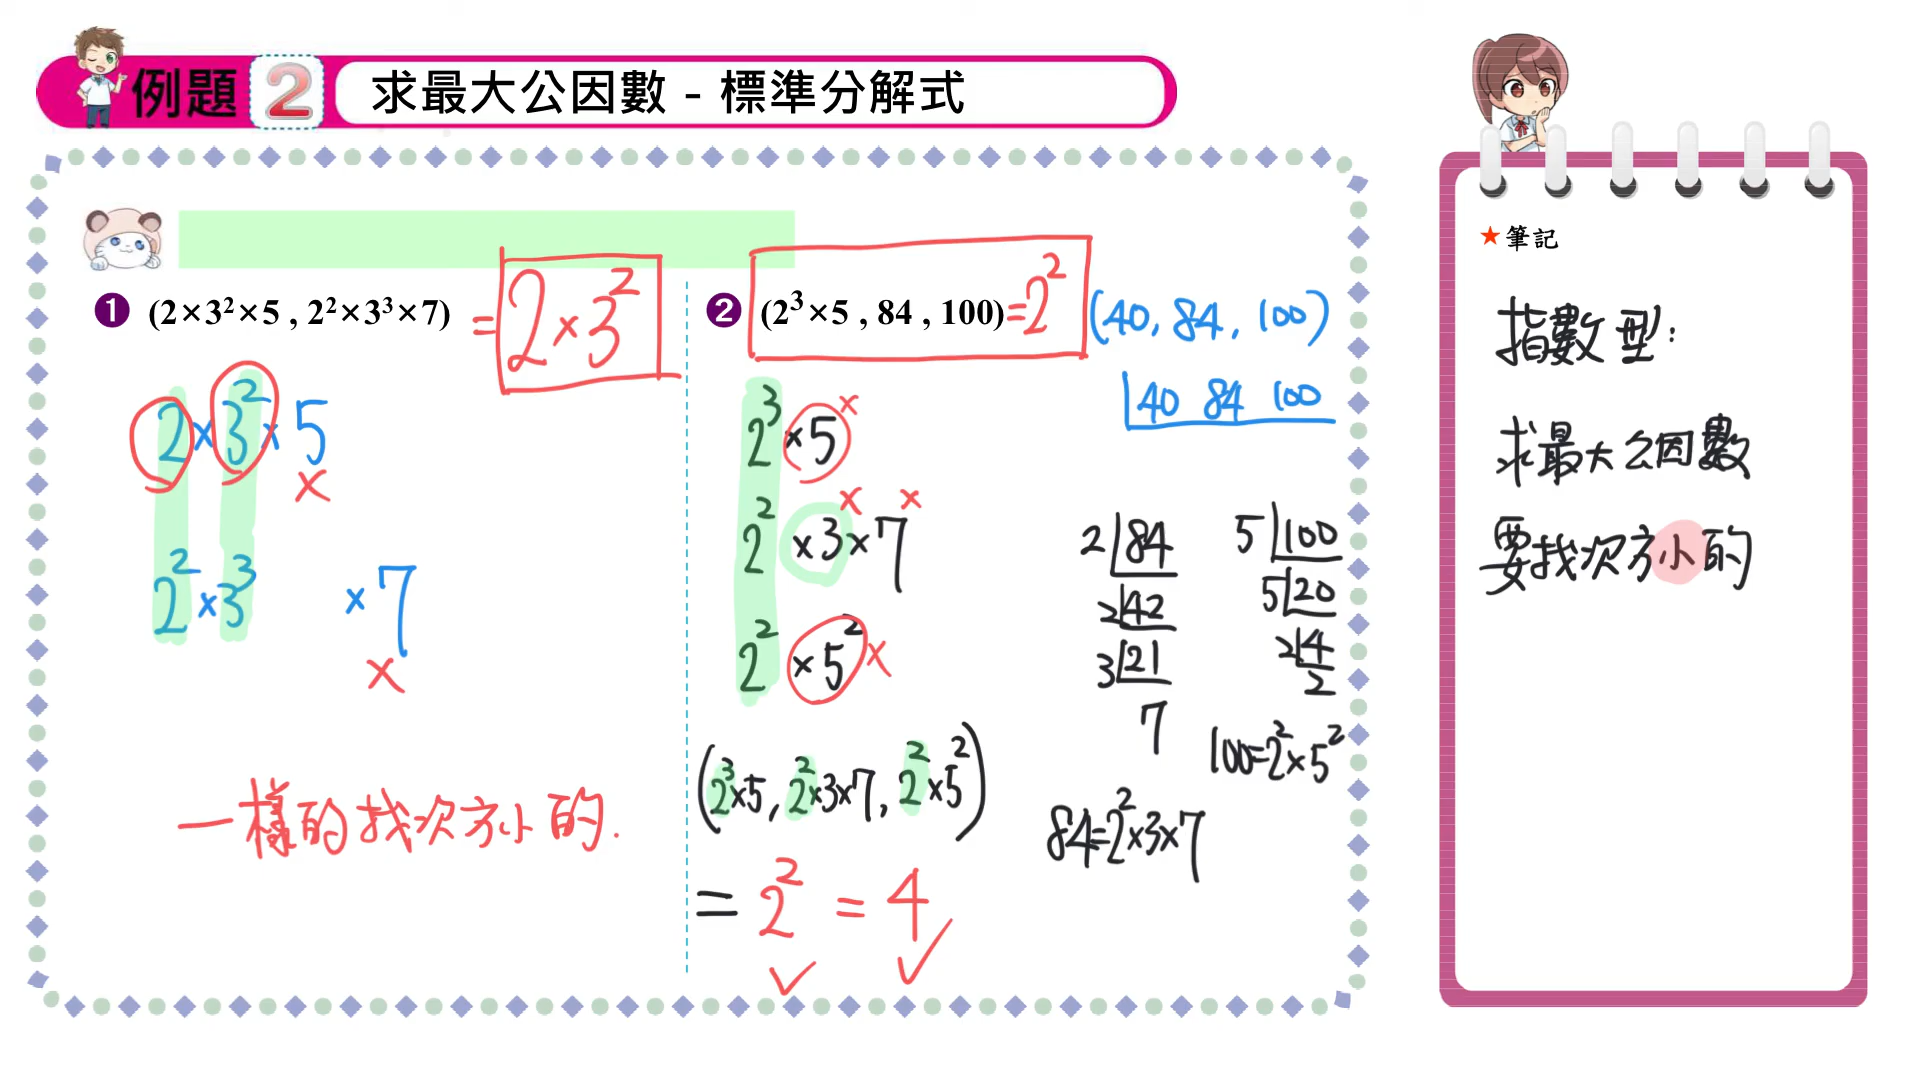 例題 2 求最大公因數－標準分解式
❶ (2×3²×5 , 2²×3³×7) = 2×3²
2×3²×5
×
2²×3³ ×7
×
一樣的找次方小的.
❷ (2³×5 , 84 , 100) = 2²
(40, 84, 100)
40 84 100
2³×5 ×
× ×
2²×3×7
2²×5² ×
2 84
2 42
3 21
7
84=2²×3×7
5 100
5 20
2 4
2
100=2²×5²
(2³×5, 2²×3×7, 2²×5²)
= 2² = 4
★筆記
指數型:
求最大公因數
要找次方小的